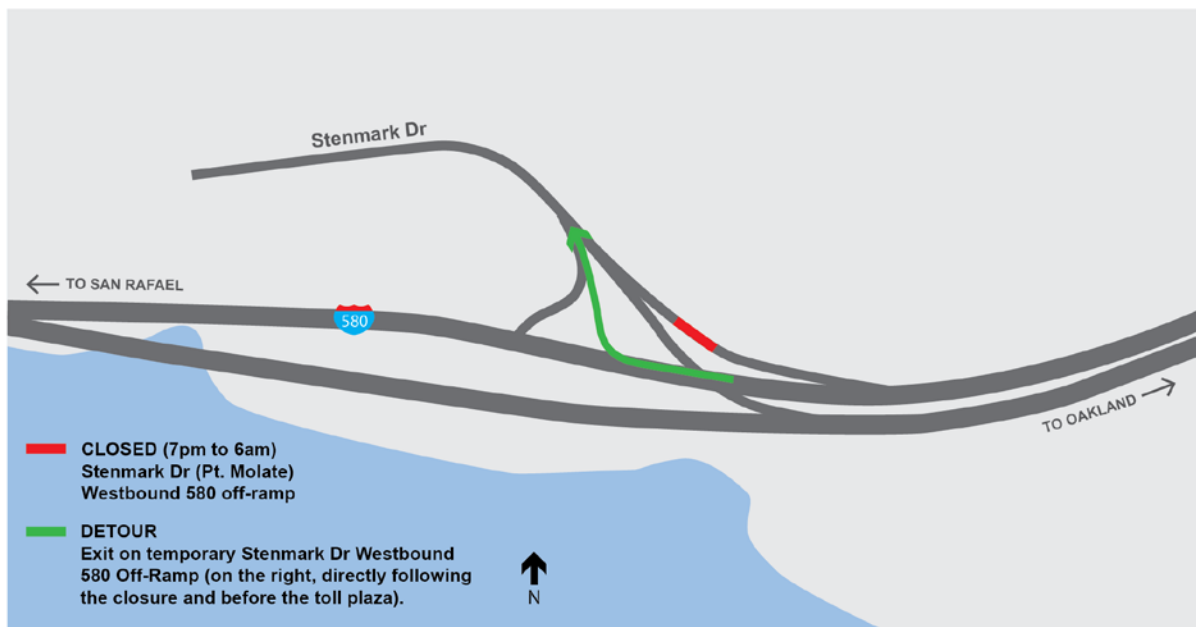 Stenmark Dr
TO SAN RAFAEL
580
TO OAKLAND
CLOSED (7pm to 6am)
Stenmark Dr (Pt. Molate)
Westbound 580 off-ramp
DETOUR
Exit on temporary Stenmark Dr Westbound
580 Off-Ramp (on the right, directly following
the closure and before the toll plaza).
N